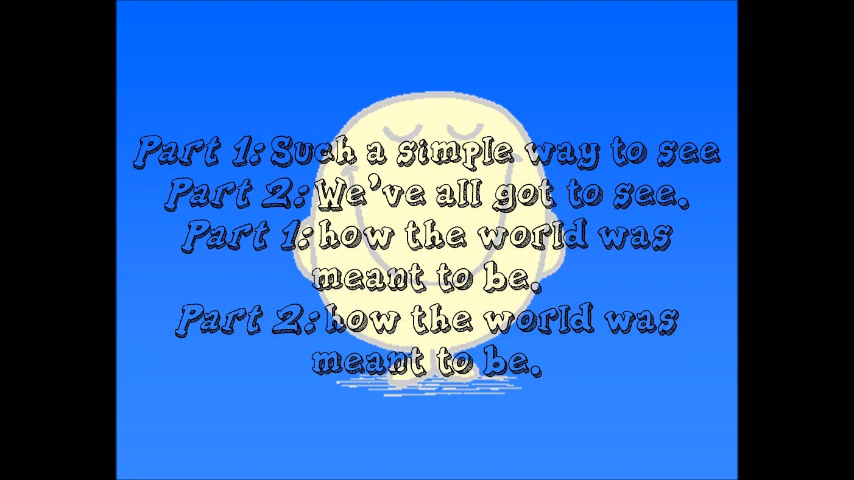 Part 1: Such a simple way to see
Part 2: We've all got to see.
Part 1: how the world was
meant to be.
Part 2: how the world was
meant to be.